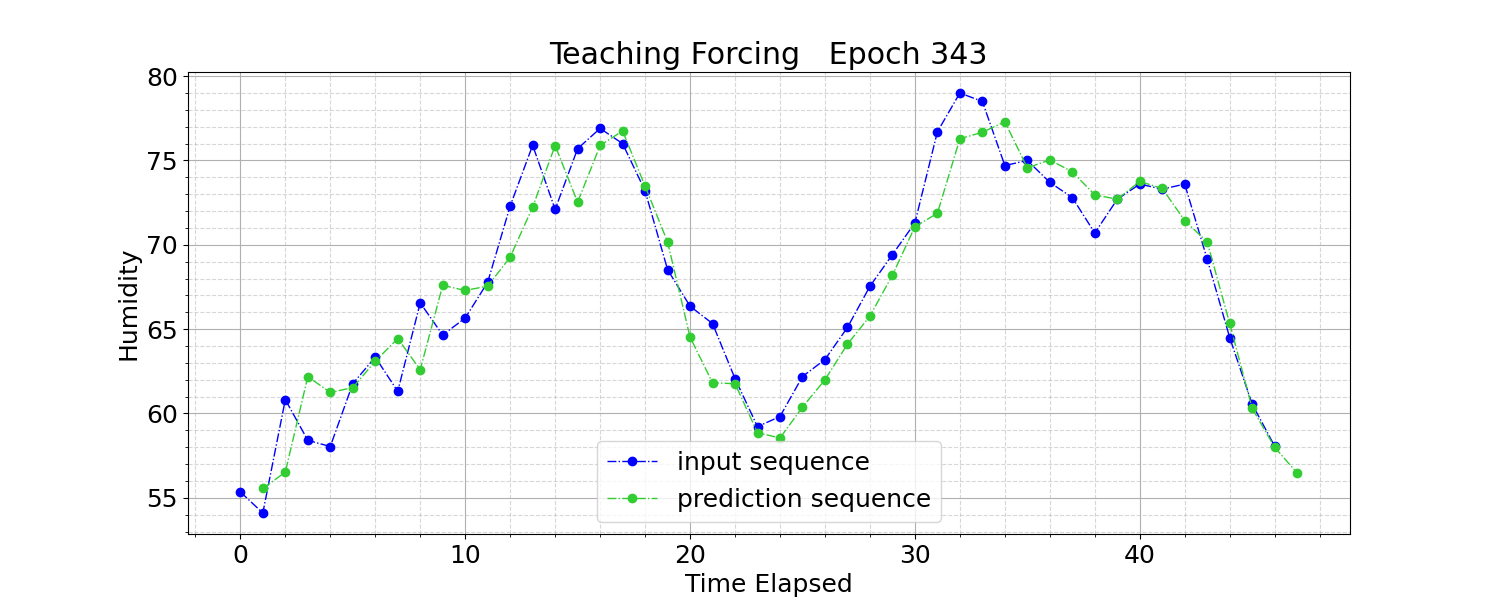 Teaching Forcing   Epoch 343
80
75
70
65
60
55
Humidity
input sequence
prediction sequence
0 10 20 30 40
Time Elapsed